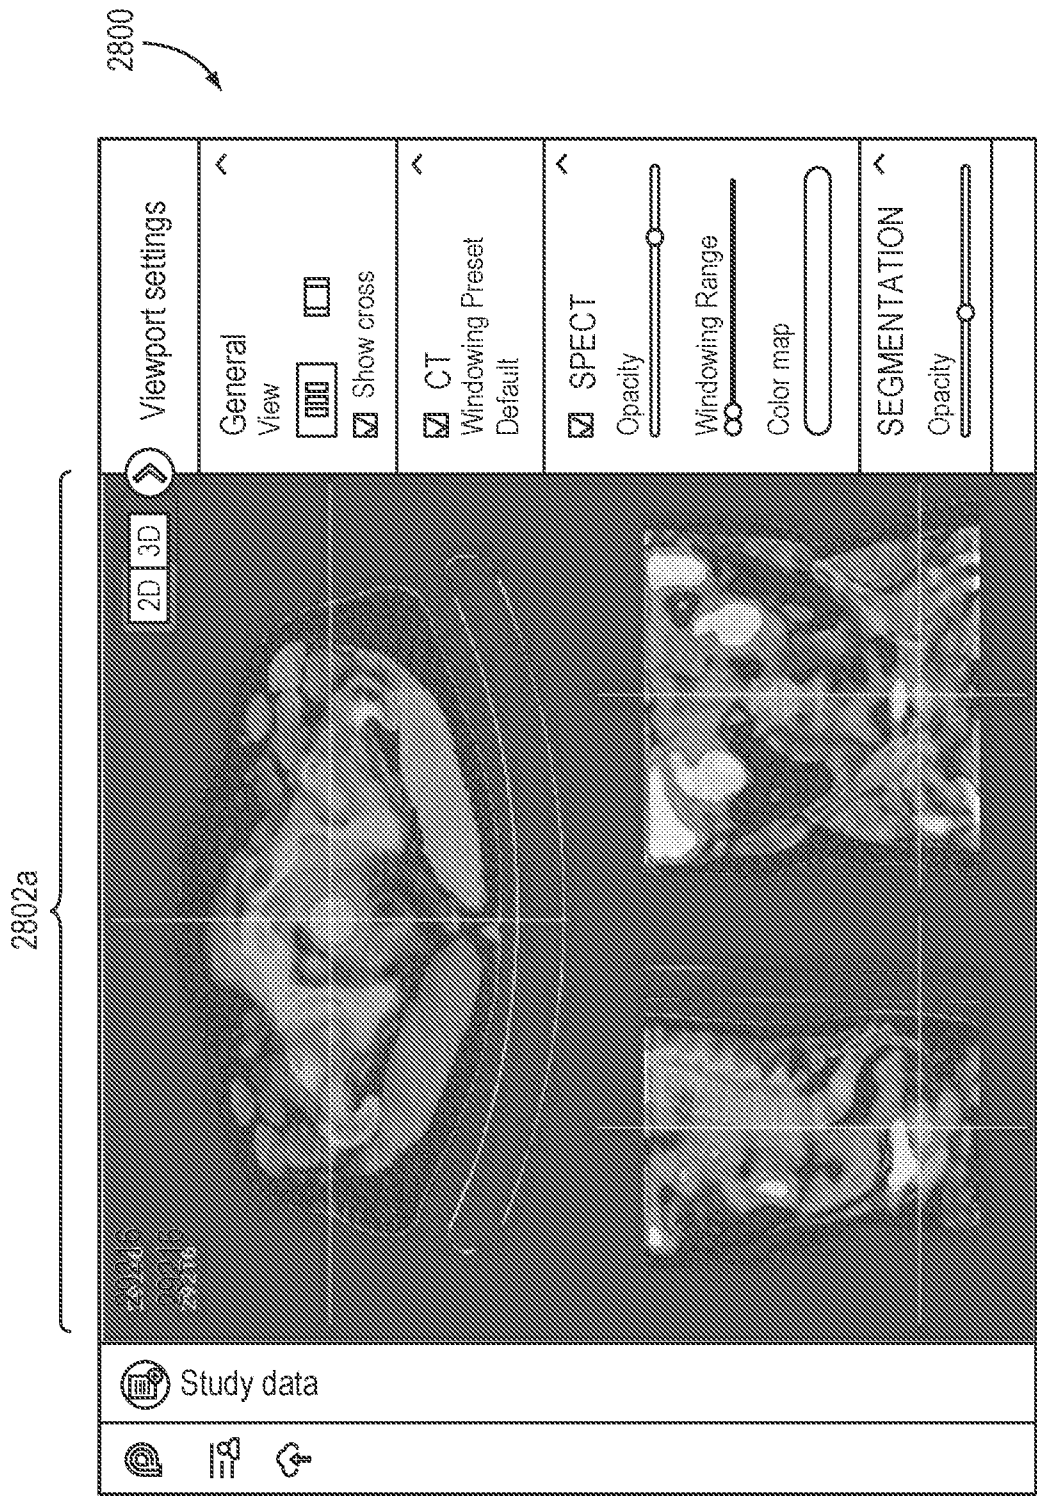 2800
2802a
Study data
2D 3D
Viewport settings
General
View
Show cross
CT
Windowing Preset
Default
SPECT
Opacity
Windowing Range
Color map
SEGMENTATION
Opacity